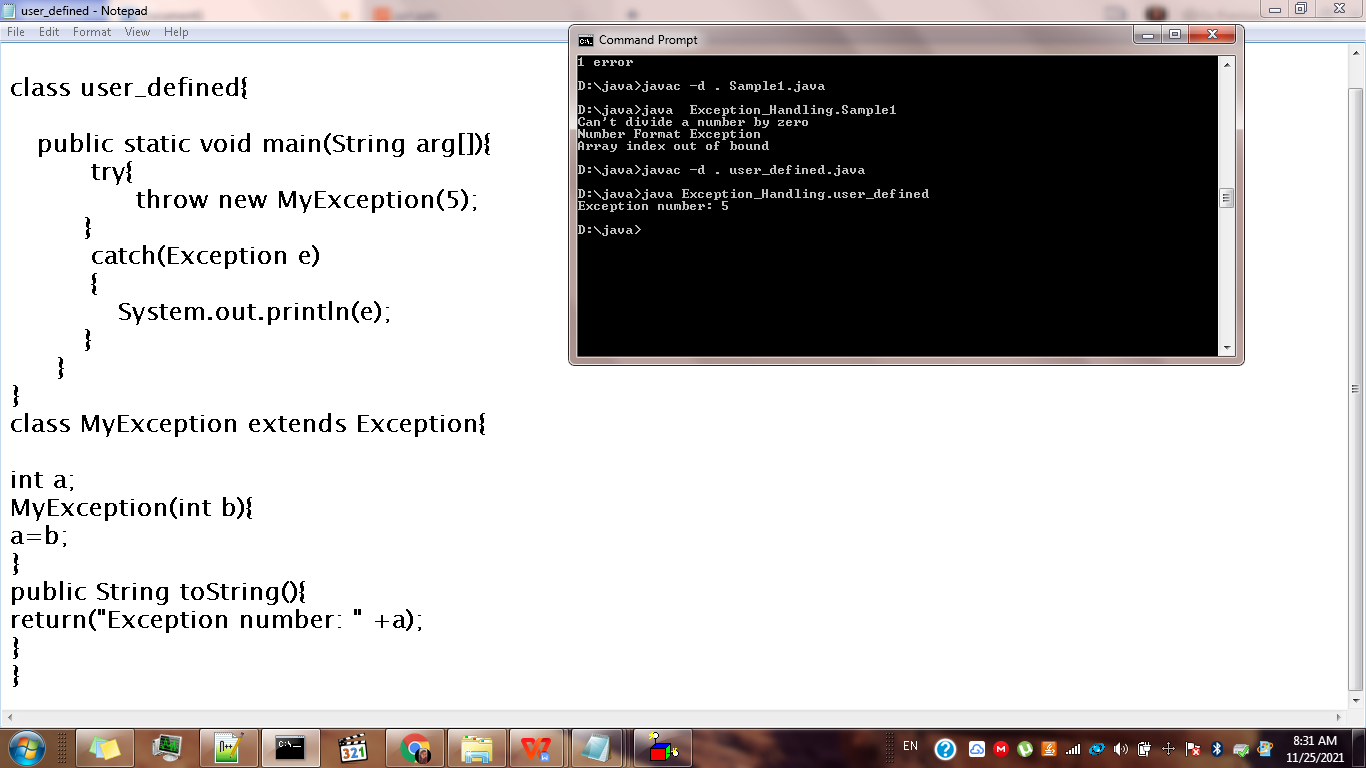 user_defined - Notepad
File Edit Format View Help
class user_defined{
public static void main(String arg[]){
try{
throw new MyException(5);
}
catch(Exception e)
{
System.out.println(e);
}
}
}
class MyException extends Exception{
int a;
MyException(int b){
a=b;
}
public String toString(){
return("Exception number: " +a);
}
}
Command Prompt
1 error
D:\java>javac -d . Sample1.java
D:\java>java  Exception_Handling.Sample1
Can't divide a number by zero
Number Format Exception
Array index out of bound
D:\java>javac -d . user_defined.java
D:\java>java Exception_Handling.user_defined
Exception number: 5
D:\java>
EN
8:31 AM
11/25/2021